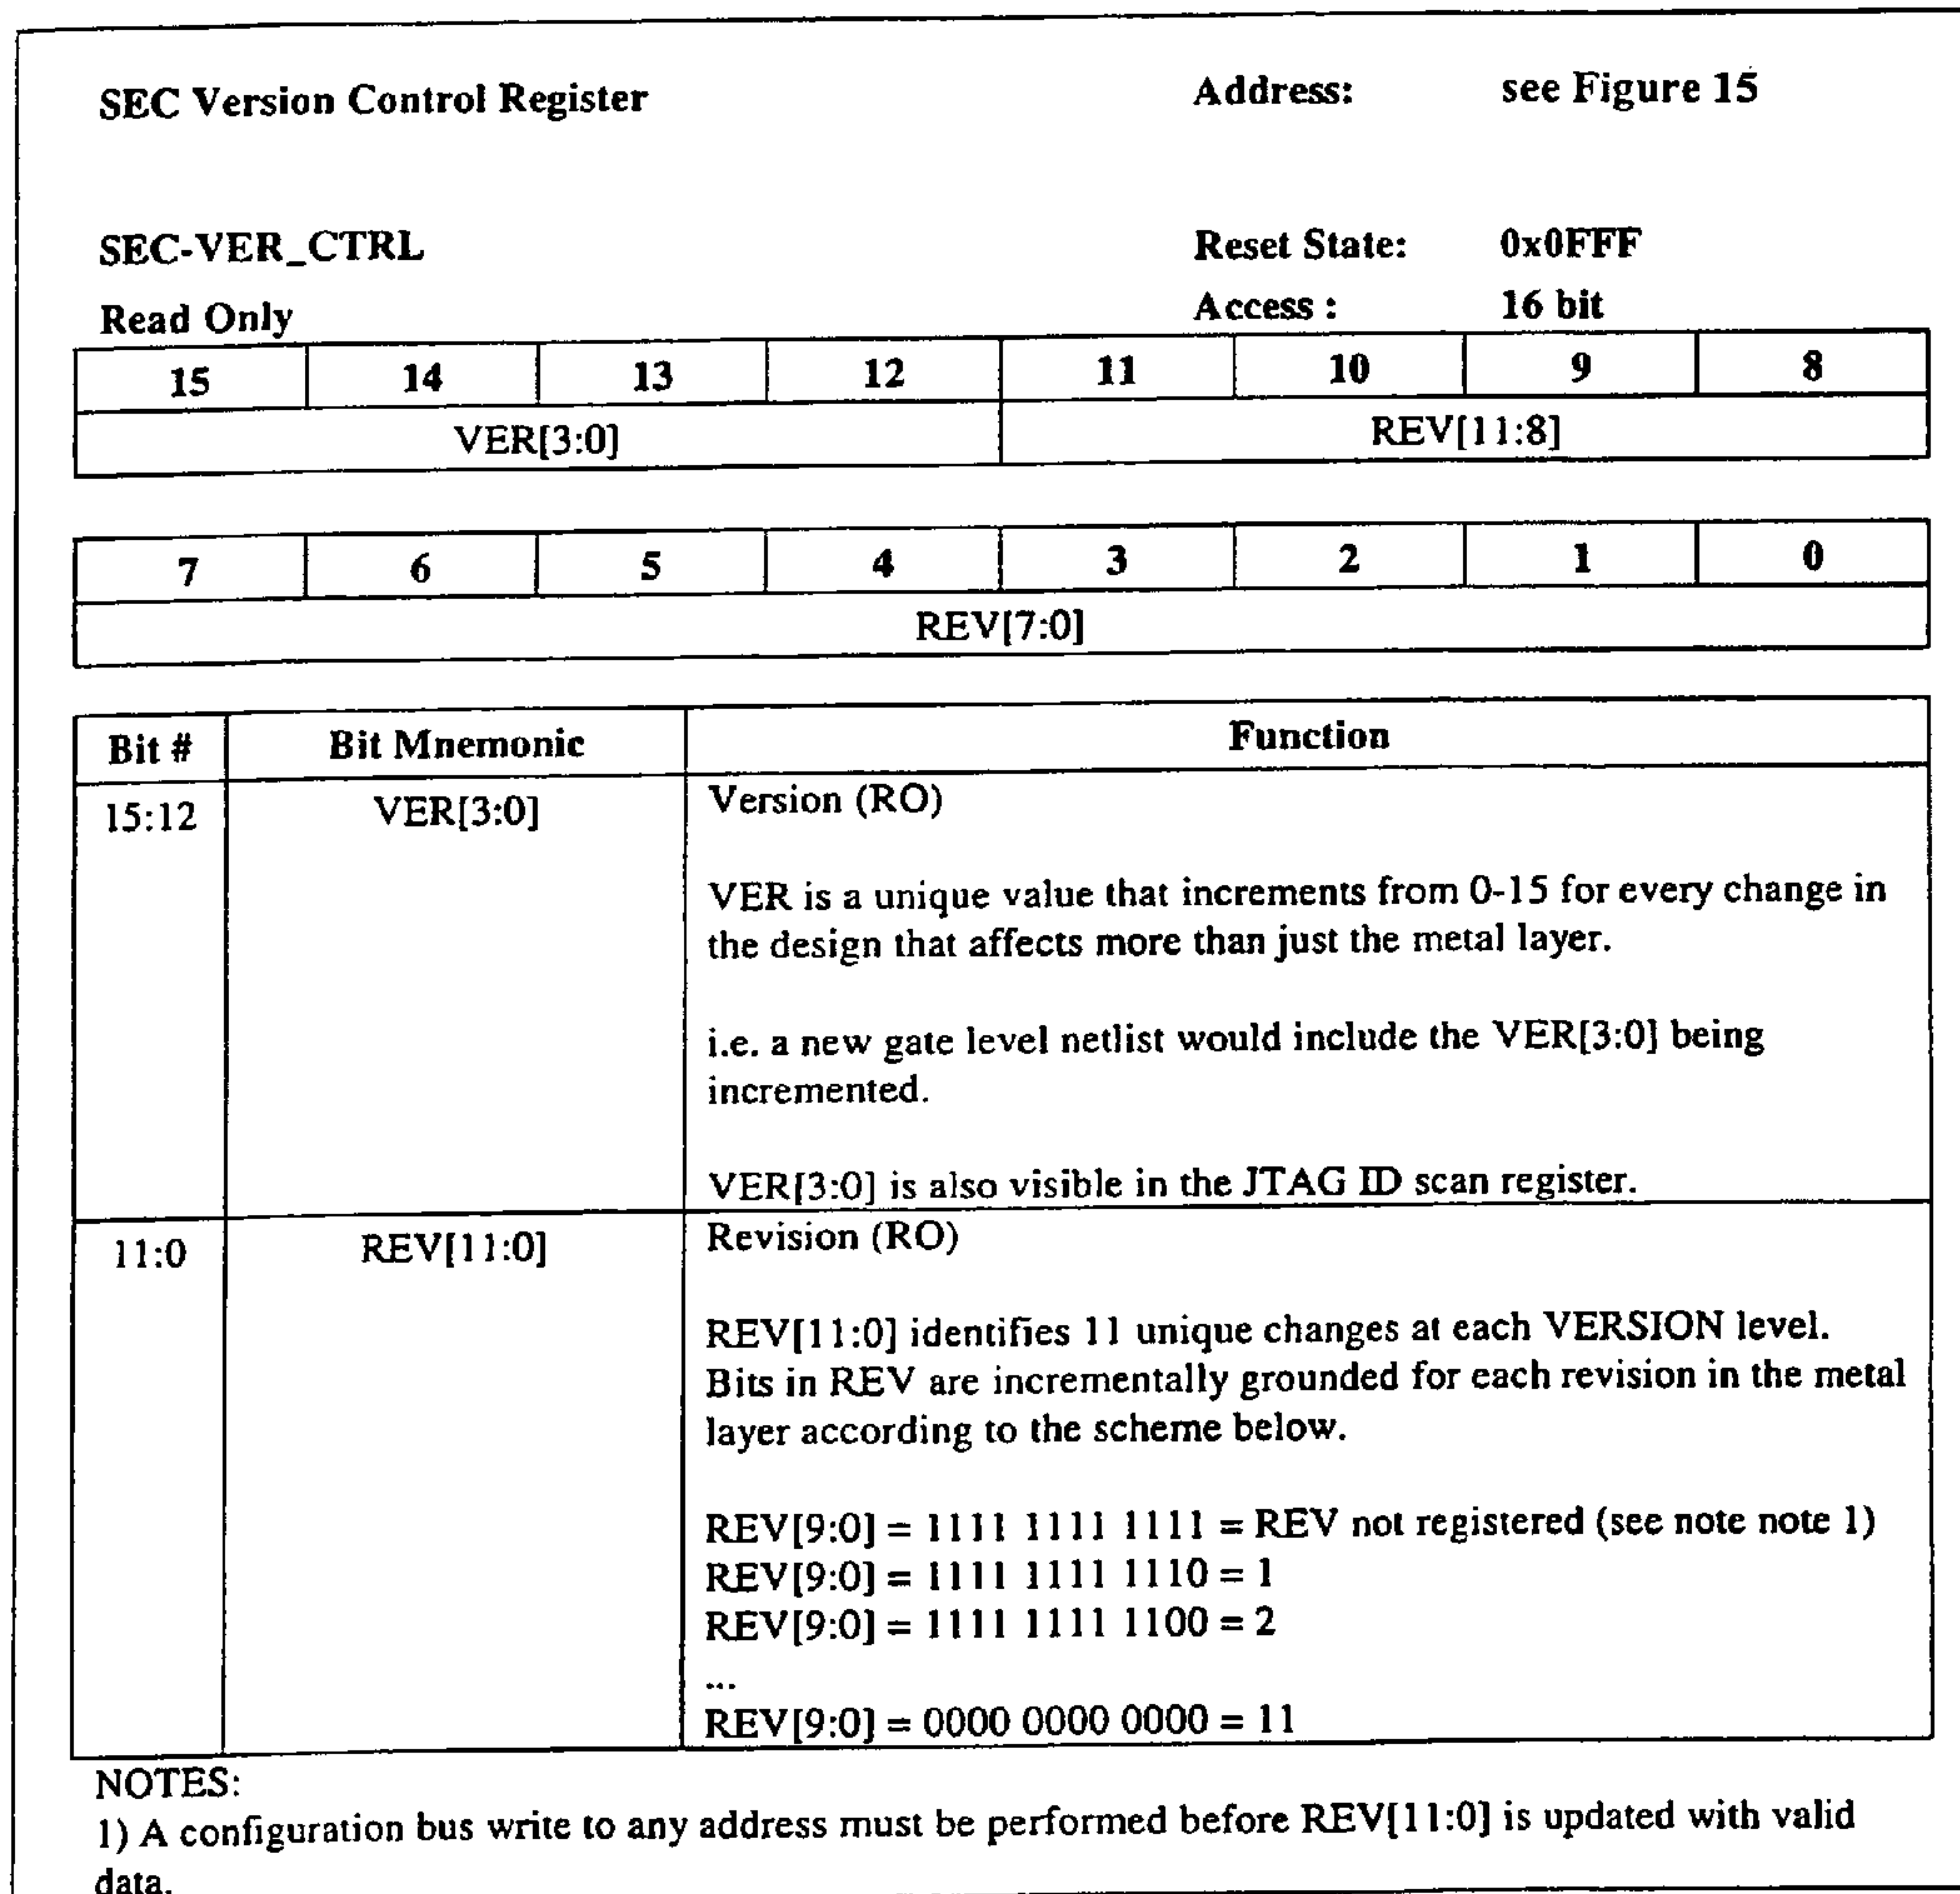 SEC Version Control Register Address: see Figure 15
SEC-VER_CTRL Reset State: 0x0FFF
Read Only Access : 16 bit
15 14 13 12 11 10 9 8
VER[3:0] REV[11:8]
7 6 5 4 3 2 1 0
REV[7:0]
Bit # Bit Mnemonic Function
15:12 VER[3:0] Version (RO)
VER is a unique value that increments from 0-15 for every change in
the design that affects more than just the metal layer.
i.e. a new gate level netlist would include the VER[3:0] being
incremented.
VER[3:0] is also visible in the JTAG ID scan register.
11:0 REV[11:0] Revision (RO)
REV[11:0] identifies 11 unique changes at each VERSION level.
Bits in REV are incrementally grounded for each revision in the metal
layer according to the scheme below.
REV[9:0] = 1111 1111 1111 = REV not registered (see note note 1)
REV[9:0] = 1111 1111 1110 = 1
REV[9:0] = 1111 1111 1100 = 2
...
REV[9:0] = 0000 0000 0000 = 11
NOTES:
1) A configuration bus write to any address must be performed before REV[11:0] is updated with valid
data.